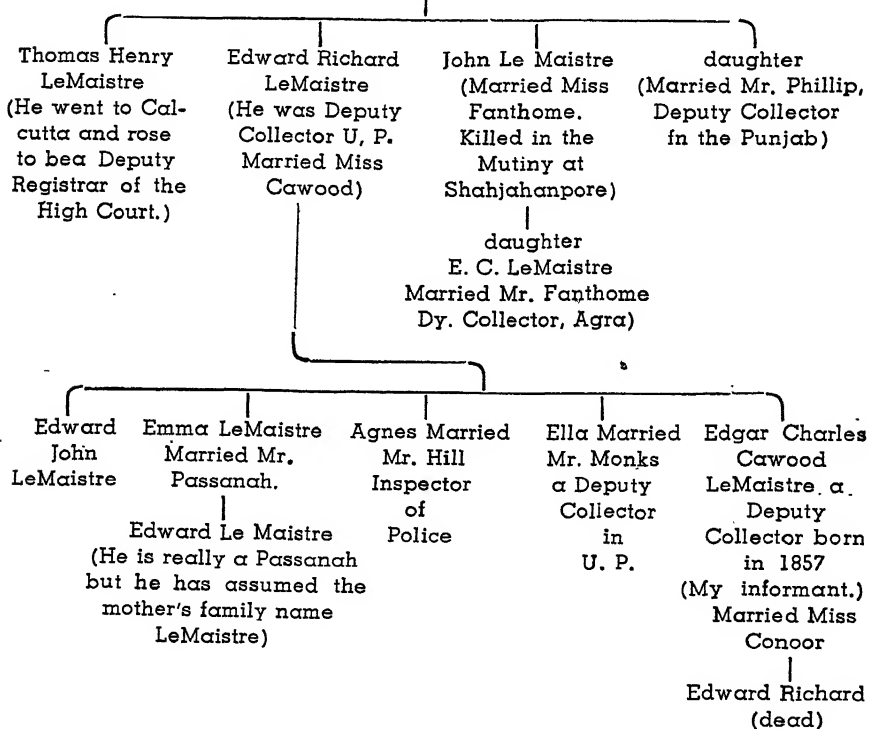 Thomas Henry
LeMaistre
(He went to Cal-
cutta and rose
to bea Deputy
Registrar of the
High Court.)
Edward Richard
LeMaistre
(He was Deputy
Collector U, P.
Married Miss
Cawood)
John Le Maistre
(Married Miss
Fanthome.
Killed in the
Mutiny at
Shahjahanpore)
daughter
(Married Mr. Phillip,
Deputy Collector
fn the Punjab)
daughter
E. C. LeMaistre
Married Mr. Fanthome
Dy. Collector, Agra)
Edward
John
LeMaistre
Emma LeMaistre
Married Mr.
Passanah.
Edward Le Maistre
(He is really a Passanah
but he has assumed the
mother's family name
LeMaistre)
Agnes Married
Mr. Hill
Inspector
of
Police
Ella Married
Mr. Monks
a Deputy
Collector
in
U. P.
Edgar Charles
Cawood
LeMaistre. a.
Deputy
Collector born
in 1857
(My informant.)
Married Miss
Conoor
Edward Richard
(dead)